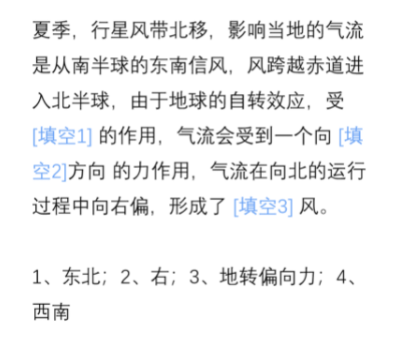 夏季，行星风带北移，影响当地的气流
是从南半球的东南信风，风跨越赤道进
入北半球，由于地球的自转效应，受
[填空1] 的作用，气流会受到一个向 [填
空2]方向 的力作用，气流在向北的运行
过程中向右偏，形成了 [填空3] 风。
1、东北；2、右；3、地转偏向力；4、
西南